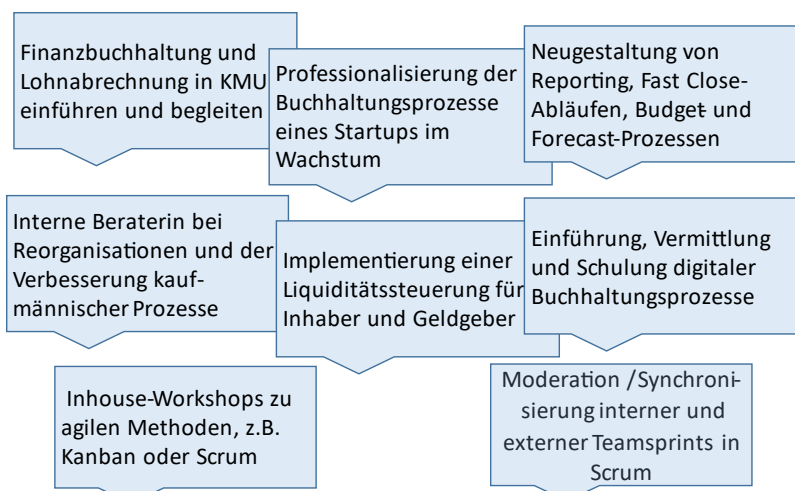 Finanzbuchhaltung und
Lohnabrechnung in KMU
einführen und begleiten
Professionalisierung der
Buchhaltungsprozesse
eines Startups im
Wachstum
Neugestaltung von
Reporting, Fast Close-
Abläufen, Budget- und
Forecast-Prozessen
Interne Beraterin bei
Reorganisationen und der
Verbesserung kauf-
männischer Prozesse
Implementierung einer
Liquiditätssteuerung für
Inhaber und Geldgeber
Einführung, Vermittlung
und Schulung digitaler
Buchhaltungsprozesse
Inhouse-Workshops zu
agilen Methoden, z.B.
Kanban oder Scrum
Moderation /Synchroni-
sierung interner und
externer Teamsprints in
Scrum